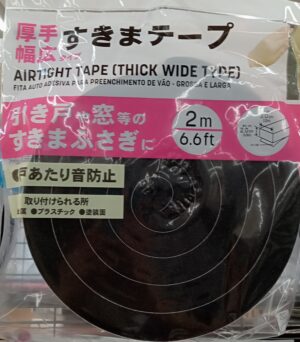 厚手
幅広
すきまテープ
AIRTIGHT TAPE (THICK WIDE TYPE)
FITA AUTO ADESIVA PARA PREENCHIMENTO DE VÃO - GROSSA E LARGA
引き戸や窓等の
すきまふさぎに
2m
6.6ft
戸あたり音防止
取り付けられる所
●プラスチック ●塗装面